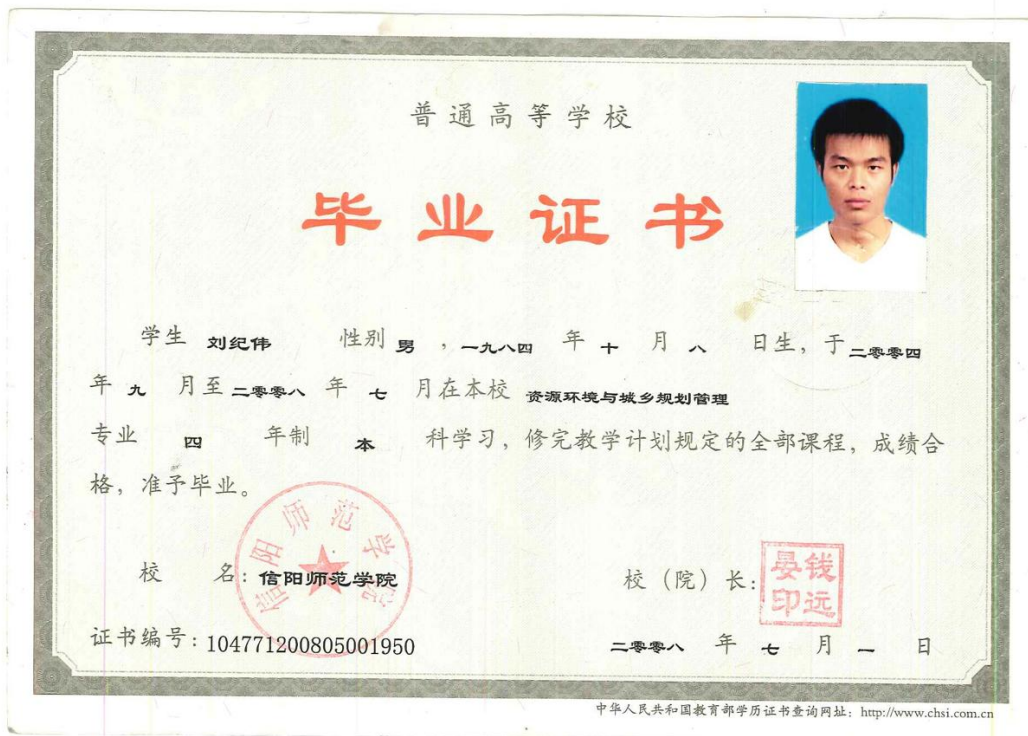 普通高等学校
毕业证书
学生 刘纪伟 性别 男 ，一九八四 年 十 月 八 日生，于 二零零四
年 九 月至 二零零八 年 七 月在本校 资源环境与城乡规划管理
专业 四 年制 本 科学习，修完教学计划规定的全部课程，成绩合
格，准予毕业。
信阳师范学院
校 名：信阳师范学院
校（院）长：
钱远晏印
证书编号：104771200805001950
二零零八 年 七 月 一 日
中华人民共和国教育部学历证书查询网址：http://www.chsi.com.cn